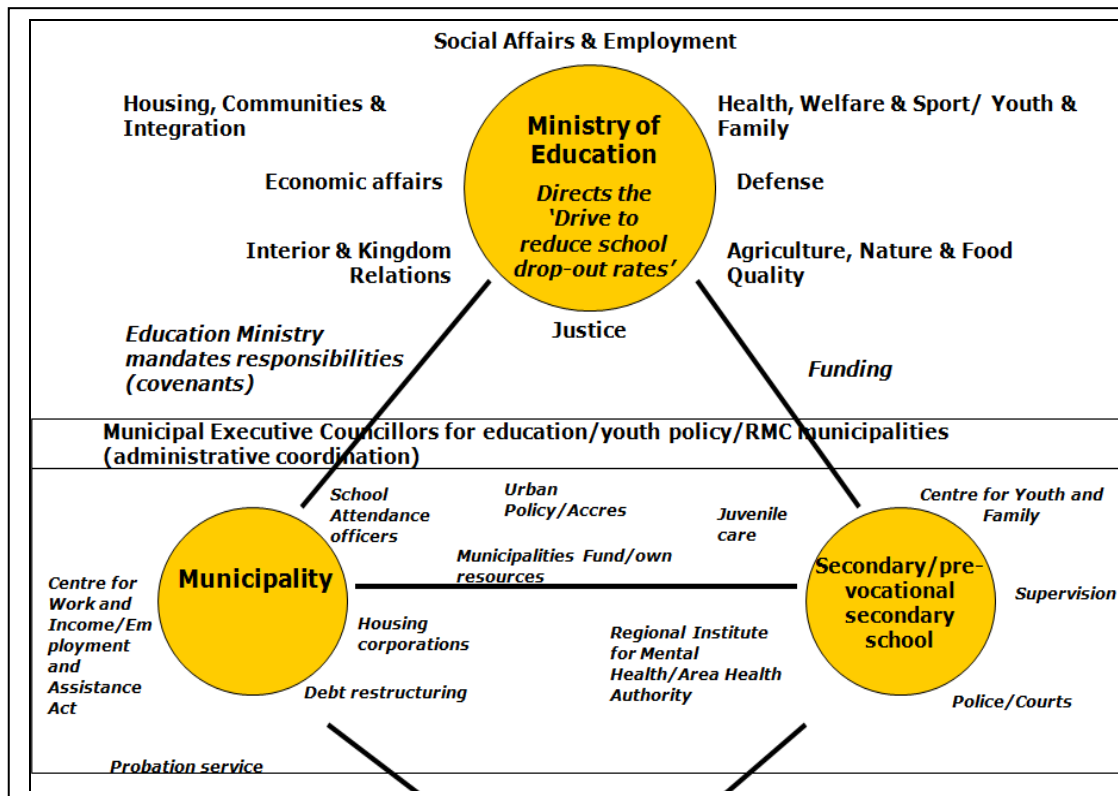 Social Affairs & Employment
Housing, Communities &
Integration
Health, Welfare & Sport/ Youth &
Family
Ministry of
Education
Economic affairs
Defense
Directs the
‘Drive to
reduce school
drop-out rates’
Interior & Kingdom
Relations
Agriculture, Nature & Food
Quality
Justice
Education Ministry
mandates responsibilities
(covenants)
Funding
Municipal Executive Councillors for education/youth policy/RMC municipalities
(administrative coordination)
School
Attendance
officers
Urban
Policy/Accres
Juvenile
care
Centre for Youth and
Family
Municipality
Municipalities Fund/own
resources
Secondary/pre-
vocational
secondary
school
Centre for
Work and
Income/Em
ployment
and
Assistance
Act
Supervision
Housing
corporations
Regional Institute
for Mental
Health/Area Health
Authority
Debt restructuring
Police/Courts
Probation service